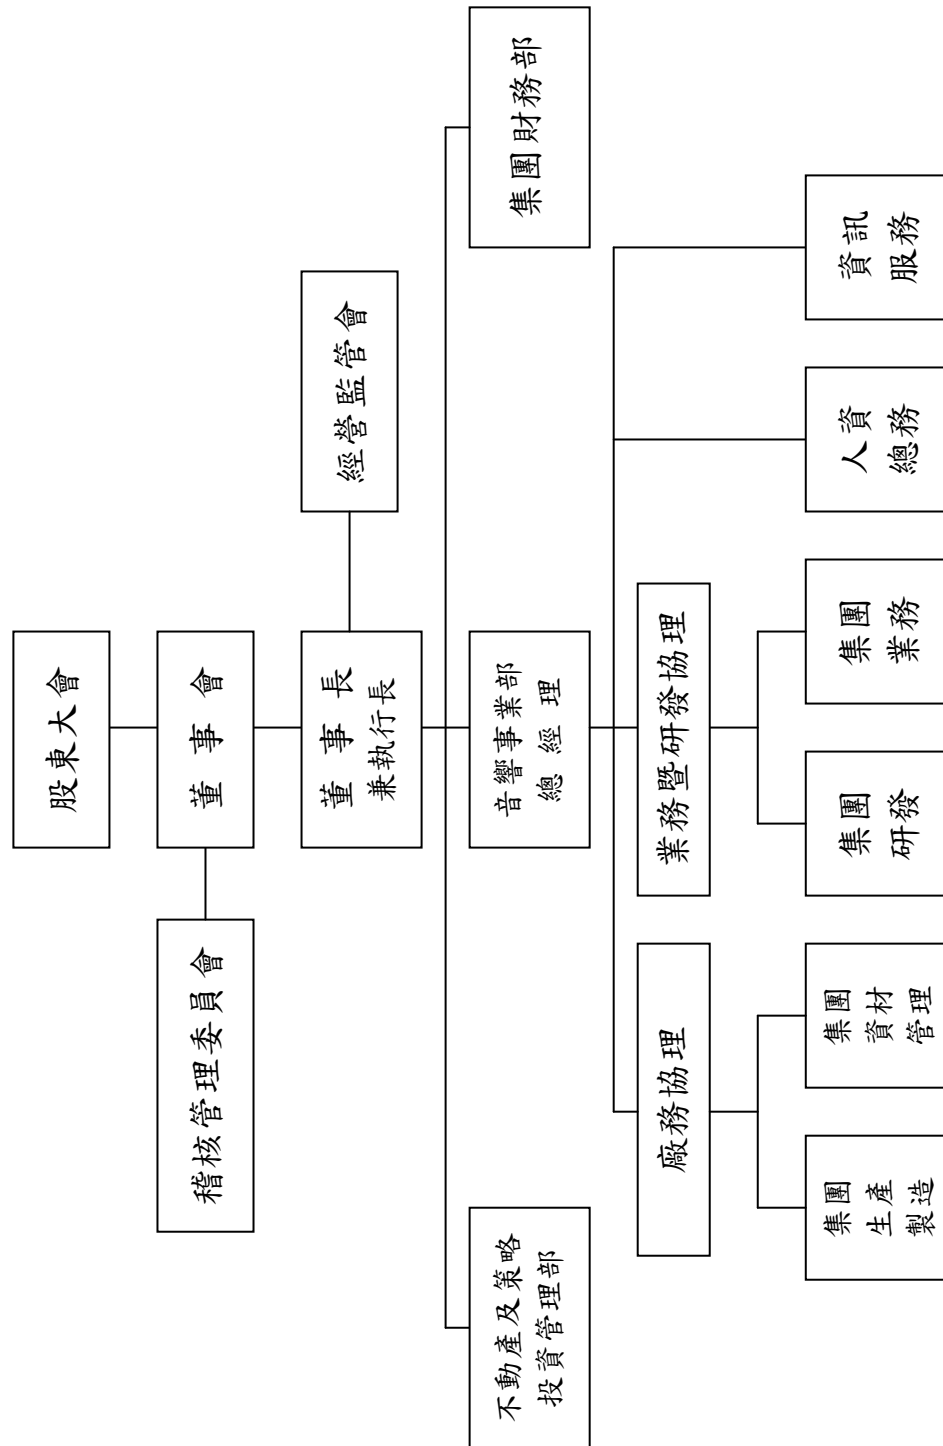 股東大會
董事會
稽核管理委員會
董事長
兼執行長
經營監管會
不動產及策略
投資管理部
音響事業部
總經理
集團財務部
廠務協理
業務暨研發協理
集團
生產
製造
集團
資材
管理
集團
研發
集團
業務
人資
總務
資訊
服務